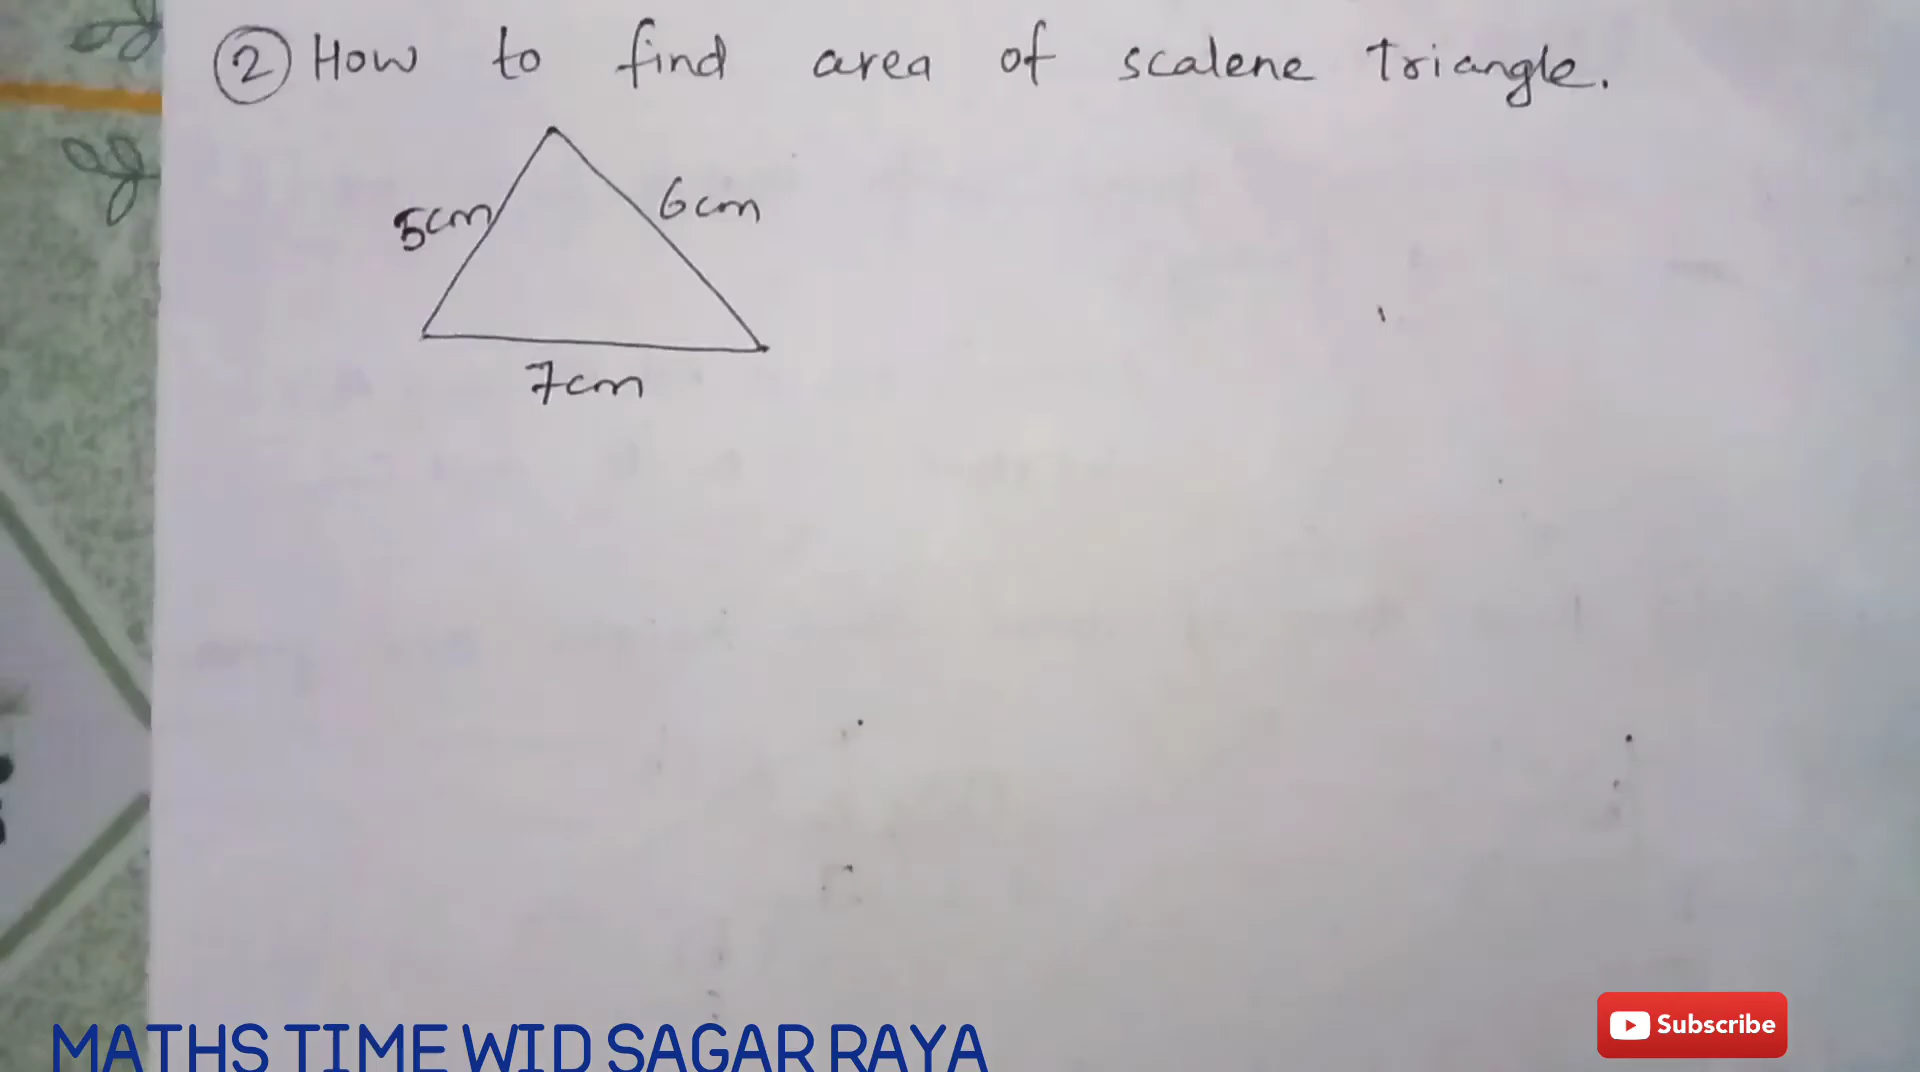 2 How to find area of scalene Triangle.
5cm
6cm
7cm
MATHS TIME WID SAGAR RAYA
Subscribe